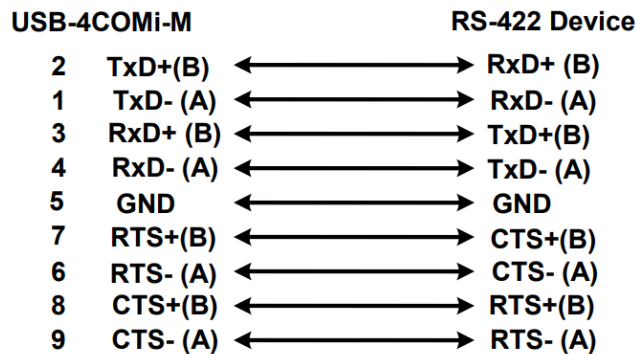 USB-4COMi-M RS-422 Device
2 TxD+(B) RxD+ (B)
1 TxD- (A) RxD- (A)
3 RxD+ (B) TxD+(B)
4 RxD- (A) TxD- (A)
5 GND GND
7 RTS+(B) CTS+(B)
6 RTS- (A) CTS- (A)
8 CTS+(B) RTS+(B)
9 CTS- (A) RTS- (A)